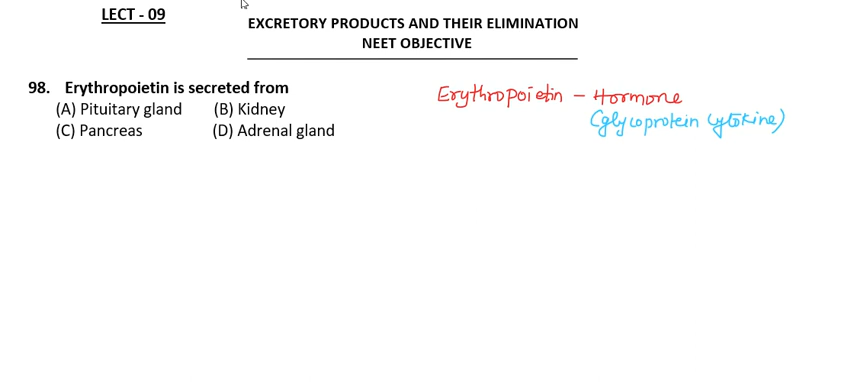 LECT - 09
EXCRETORY PRODUCTS AND THEIR ELIMINATION
NEET OBJECTIVE
98. Erythropoietin is secreted from
(A) Pituitary gland (B) Kidney
(C) Pancreas (D) Adrenal gland
Erythropoietin - Hormone
(glycoprotein cytokine)